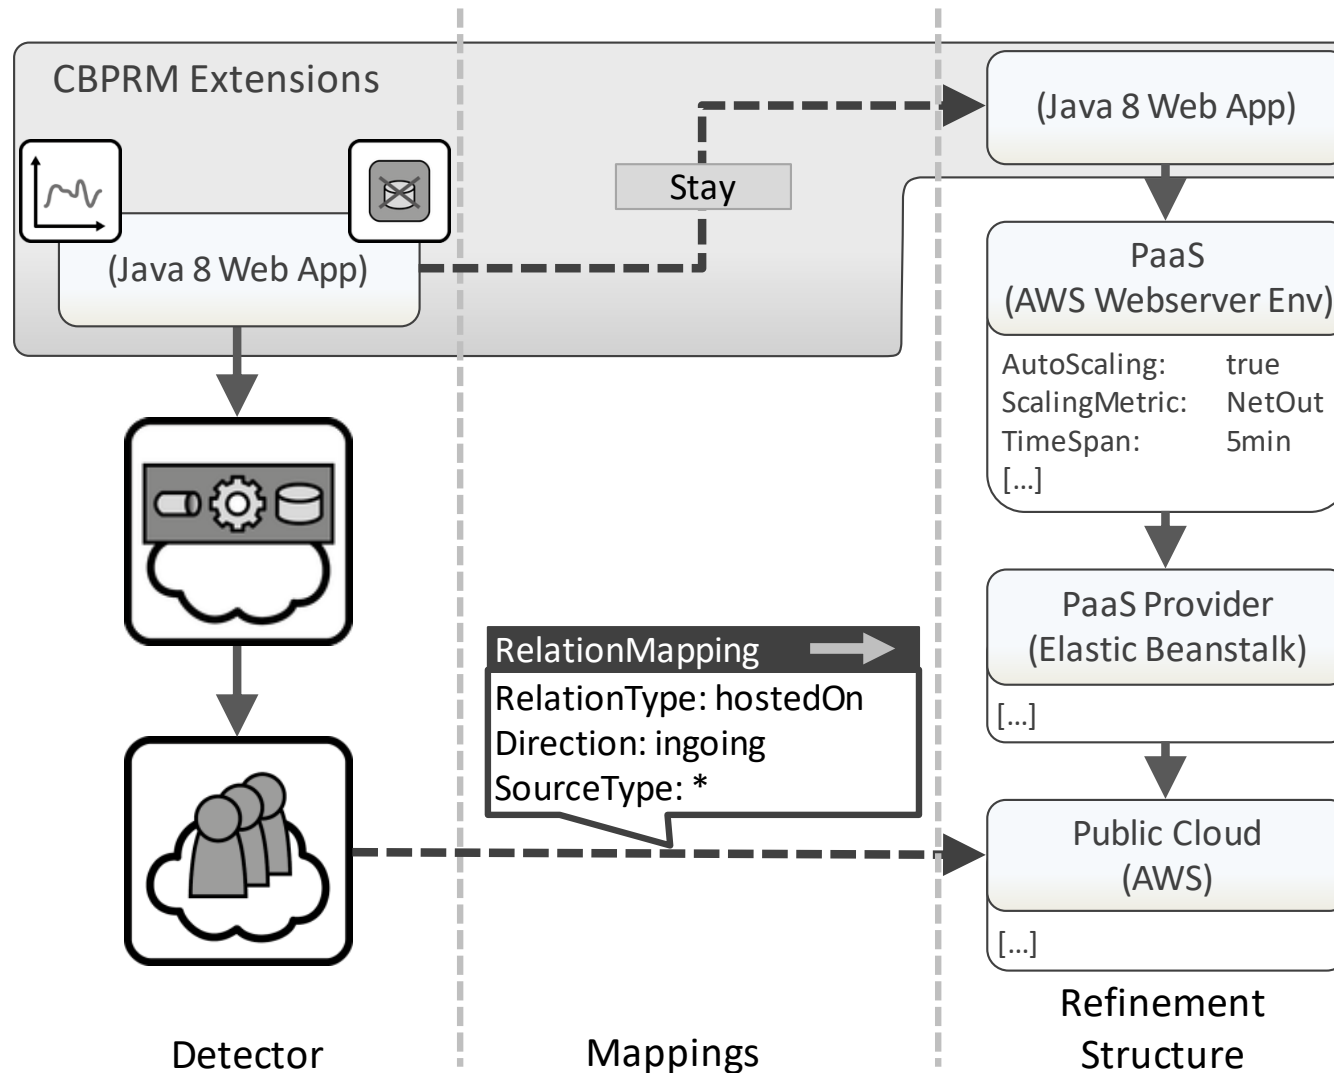 CBPRM Extensions
(Java 8 Web App)
Stay
(Java 8 Web App)
PaaS
(AWS Webserver Env)
AutoScaling: true
ScalingMetric: NetOut
TimeSpan: 5min
[...]
PaaS Provider
(Elastic Beanstalk)
[...]
RelationMapping
RelationType: hostedOn
Direction: ingoing
SourceType: *
Public Cloud
(AWS)
[...]
Detector
Mappings
Refinement
Structure